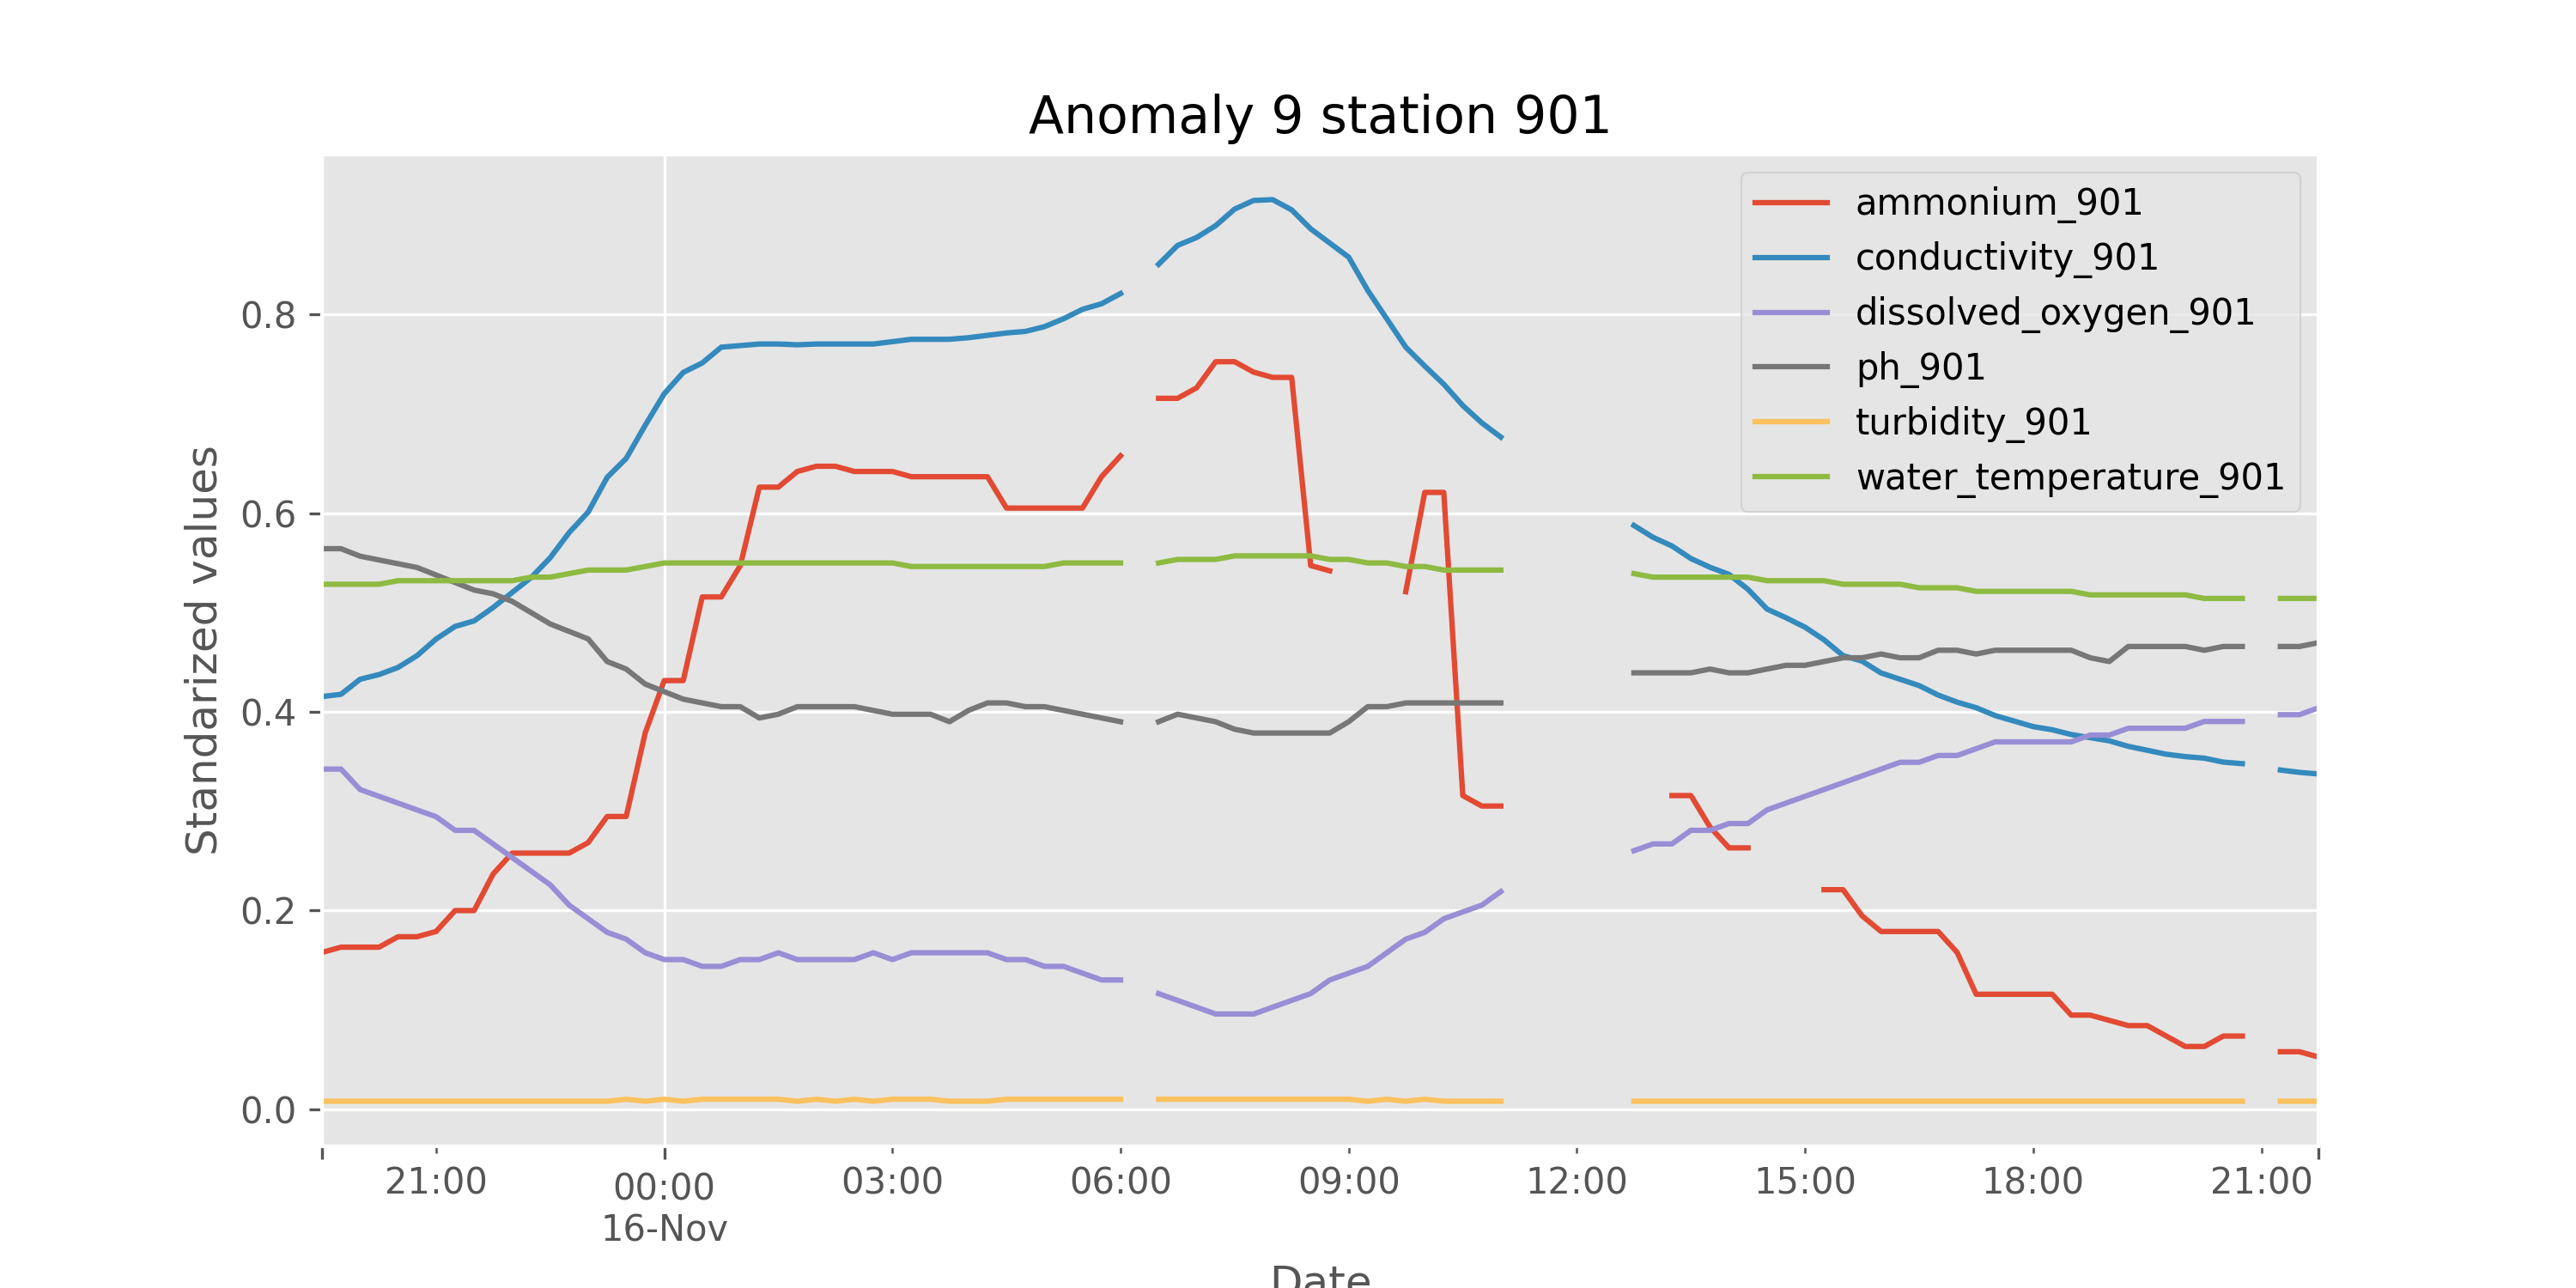 Anomaly 9 station 901
ammonium_901
conductivity_901
dissolved_oxygen_901
ph_901
turbidity_901
water_temperature_901
Standarized values
0.8
0.6
0.4
0.2
0.0
21:00 00:00 03:00 06:00 09:00 12:00 15:00 18:00 21:00
16-Nov
Date